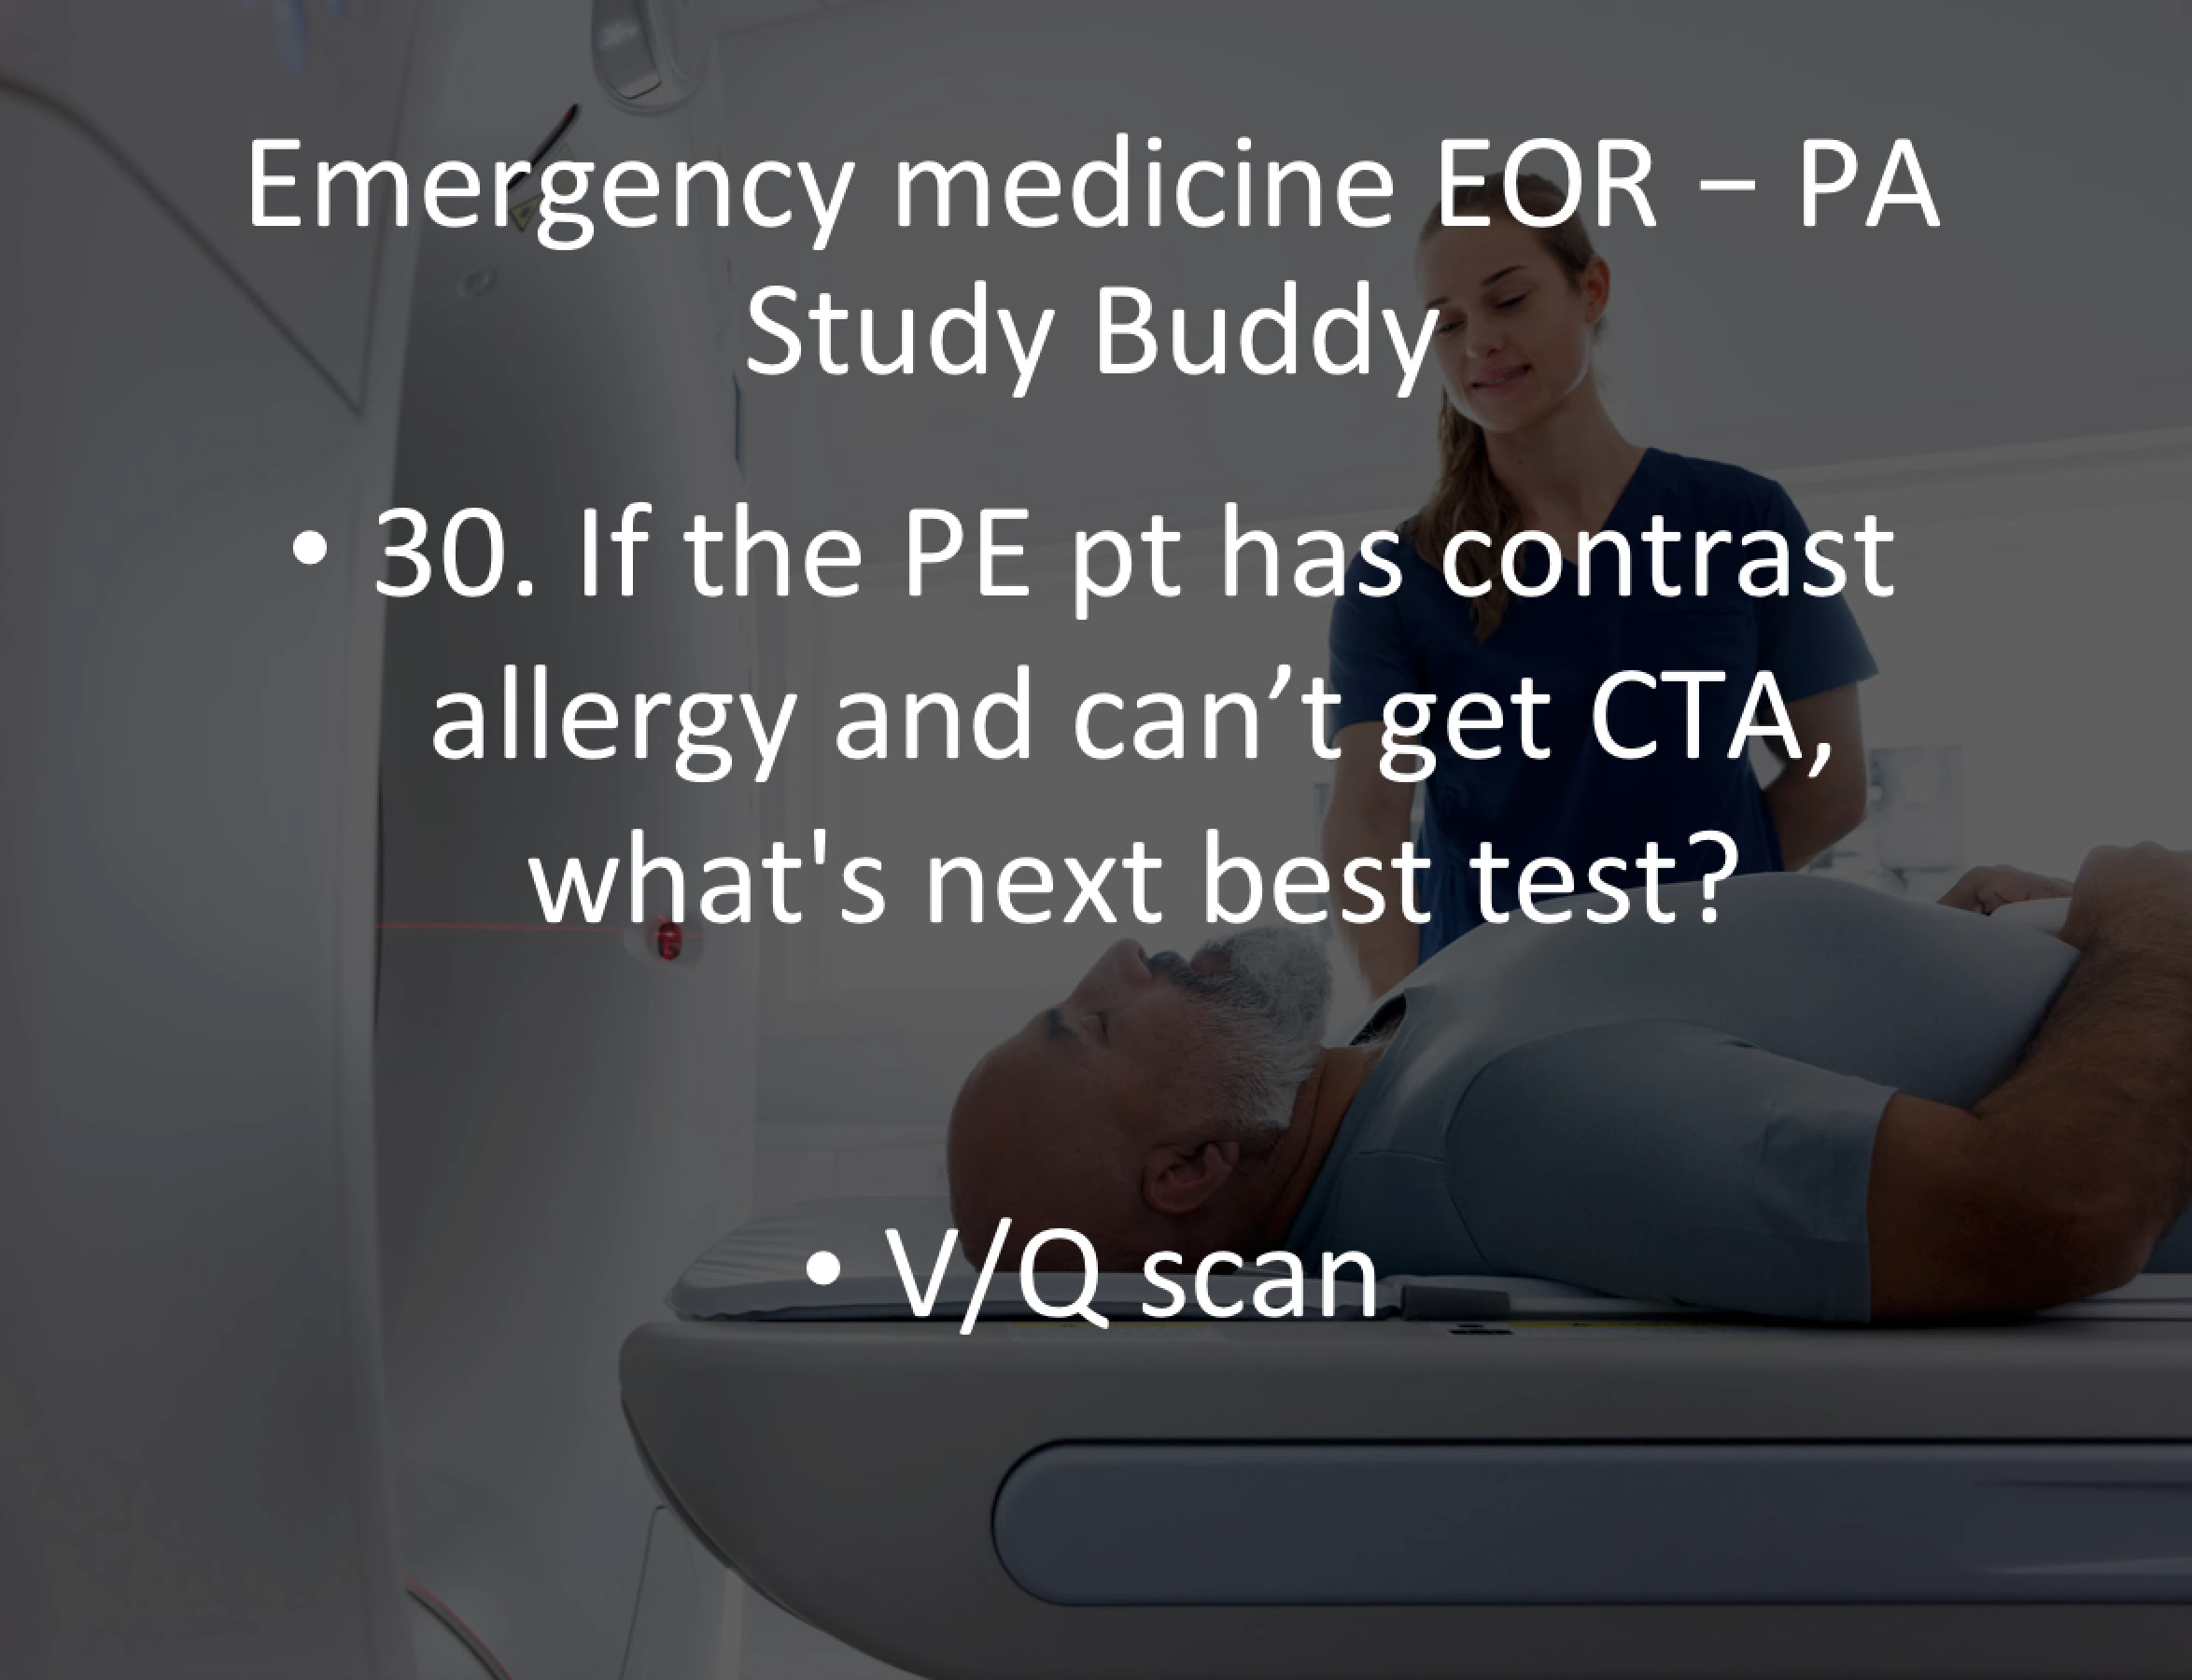 Emergency medicine EOR – PA
Study Buddy
• 30. If the PE pt has contrast
allergy and can’t get CTA,
what's next best test?
• V/Q scan